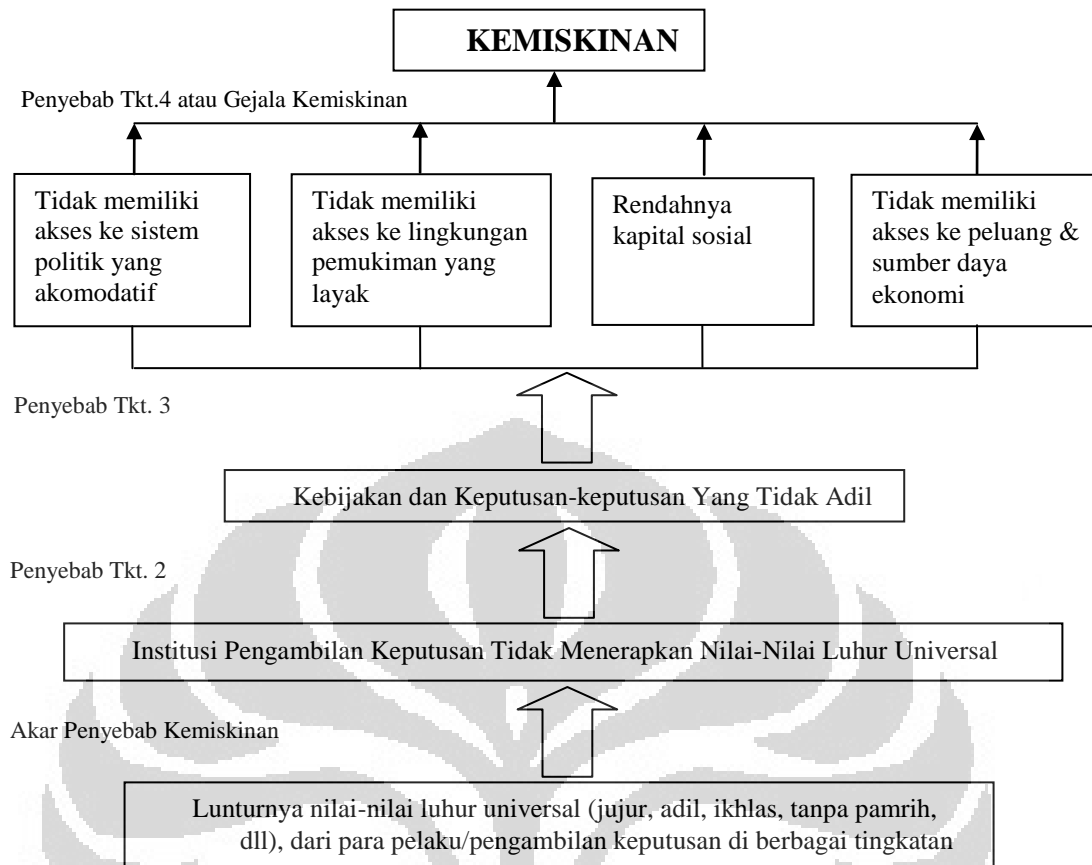 KEMISKINAN
Penyebab Tkt.4 atau Gejala Kemiskinan
Tidak memiliki
akses ke sistem
politik yang
akomodatif
Tidak memiliki
akses ke lingkungan
pemukiman yang
layak
Rendahnya
kapital sosial
Tidak memiliki
akses ke peluang &
sumber daya
ekonomi
Penyebab Tkt. 3
Kebijakan dan Keputusan-keputusan Yang Tidak Adil
Penyebab Tkt. 2
Institusi Pengambilan Keputusan Tidak Menerapkan Nilai-Nilai Luhur Universal
Akar Penyebab Kemiskinan
Lunturnya nilai-nilai luhur universal (jujur, adil, ikhlas, tanpa pamrih,
dll), dari para pelaku/pengambilan keputusan di berbagai tingkatan